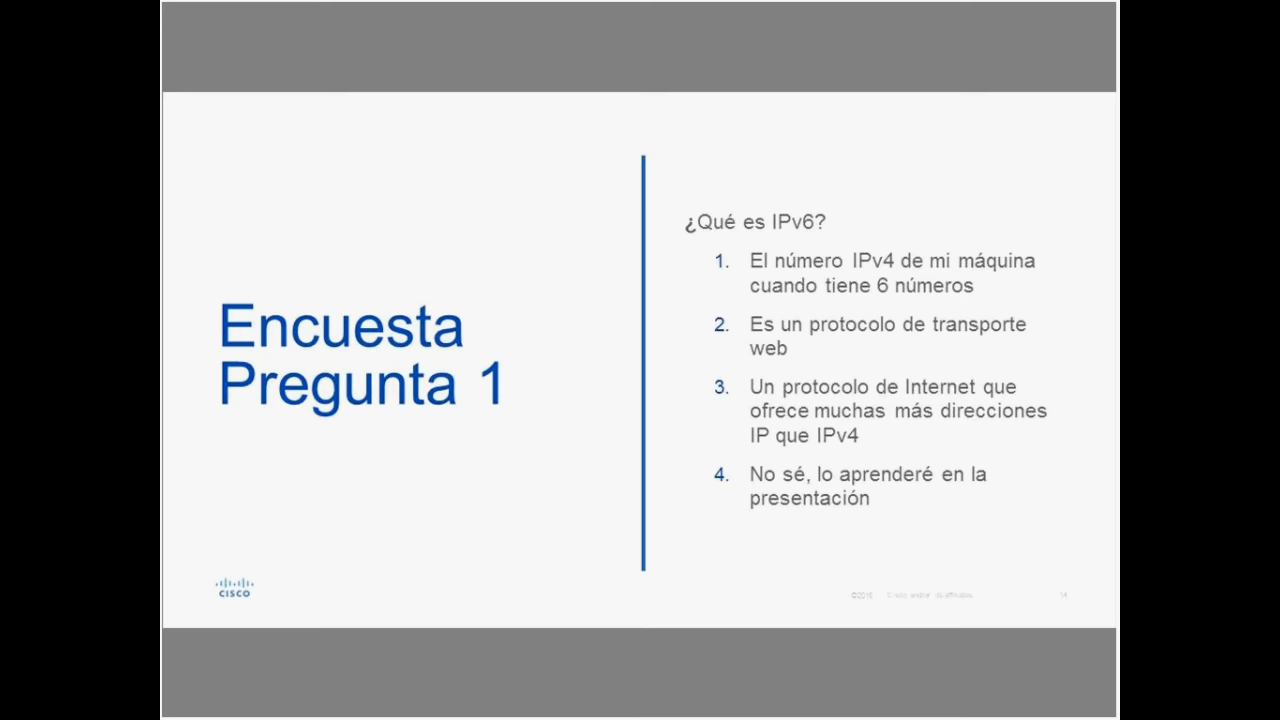 Encuesta
Pregunta 1
¿Qué es IPv6?
1. El número IPv4 de mi máquina
cuando tiene 6 números
2. Es un protocolo de transporte
web
3. Un protocolo de Internet que
ofrece muchas más direcciones
IP que IPv4
4. No sé, lo aprenderé en la
presentación
CISCO